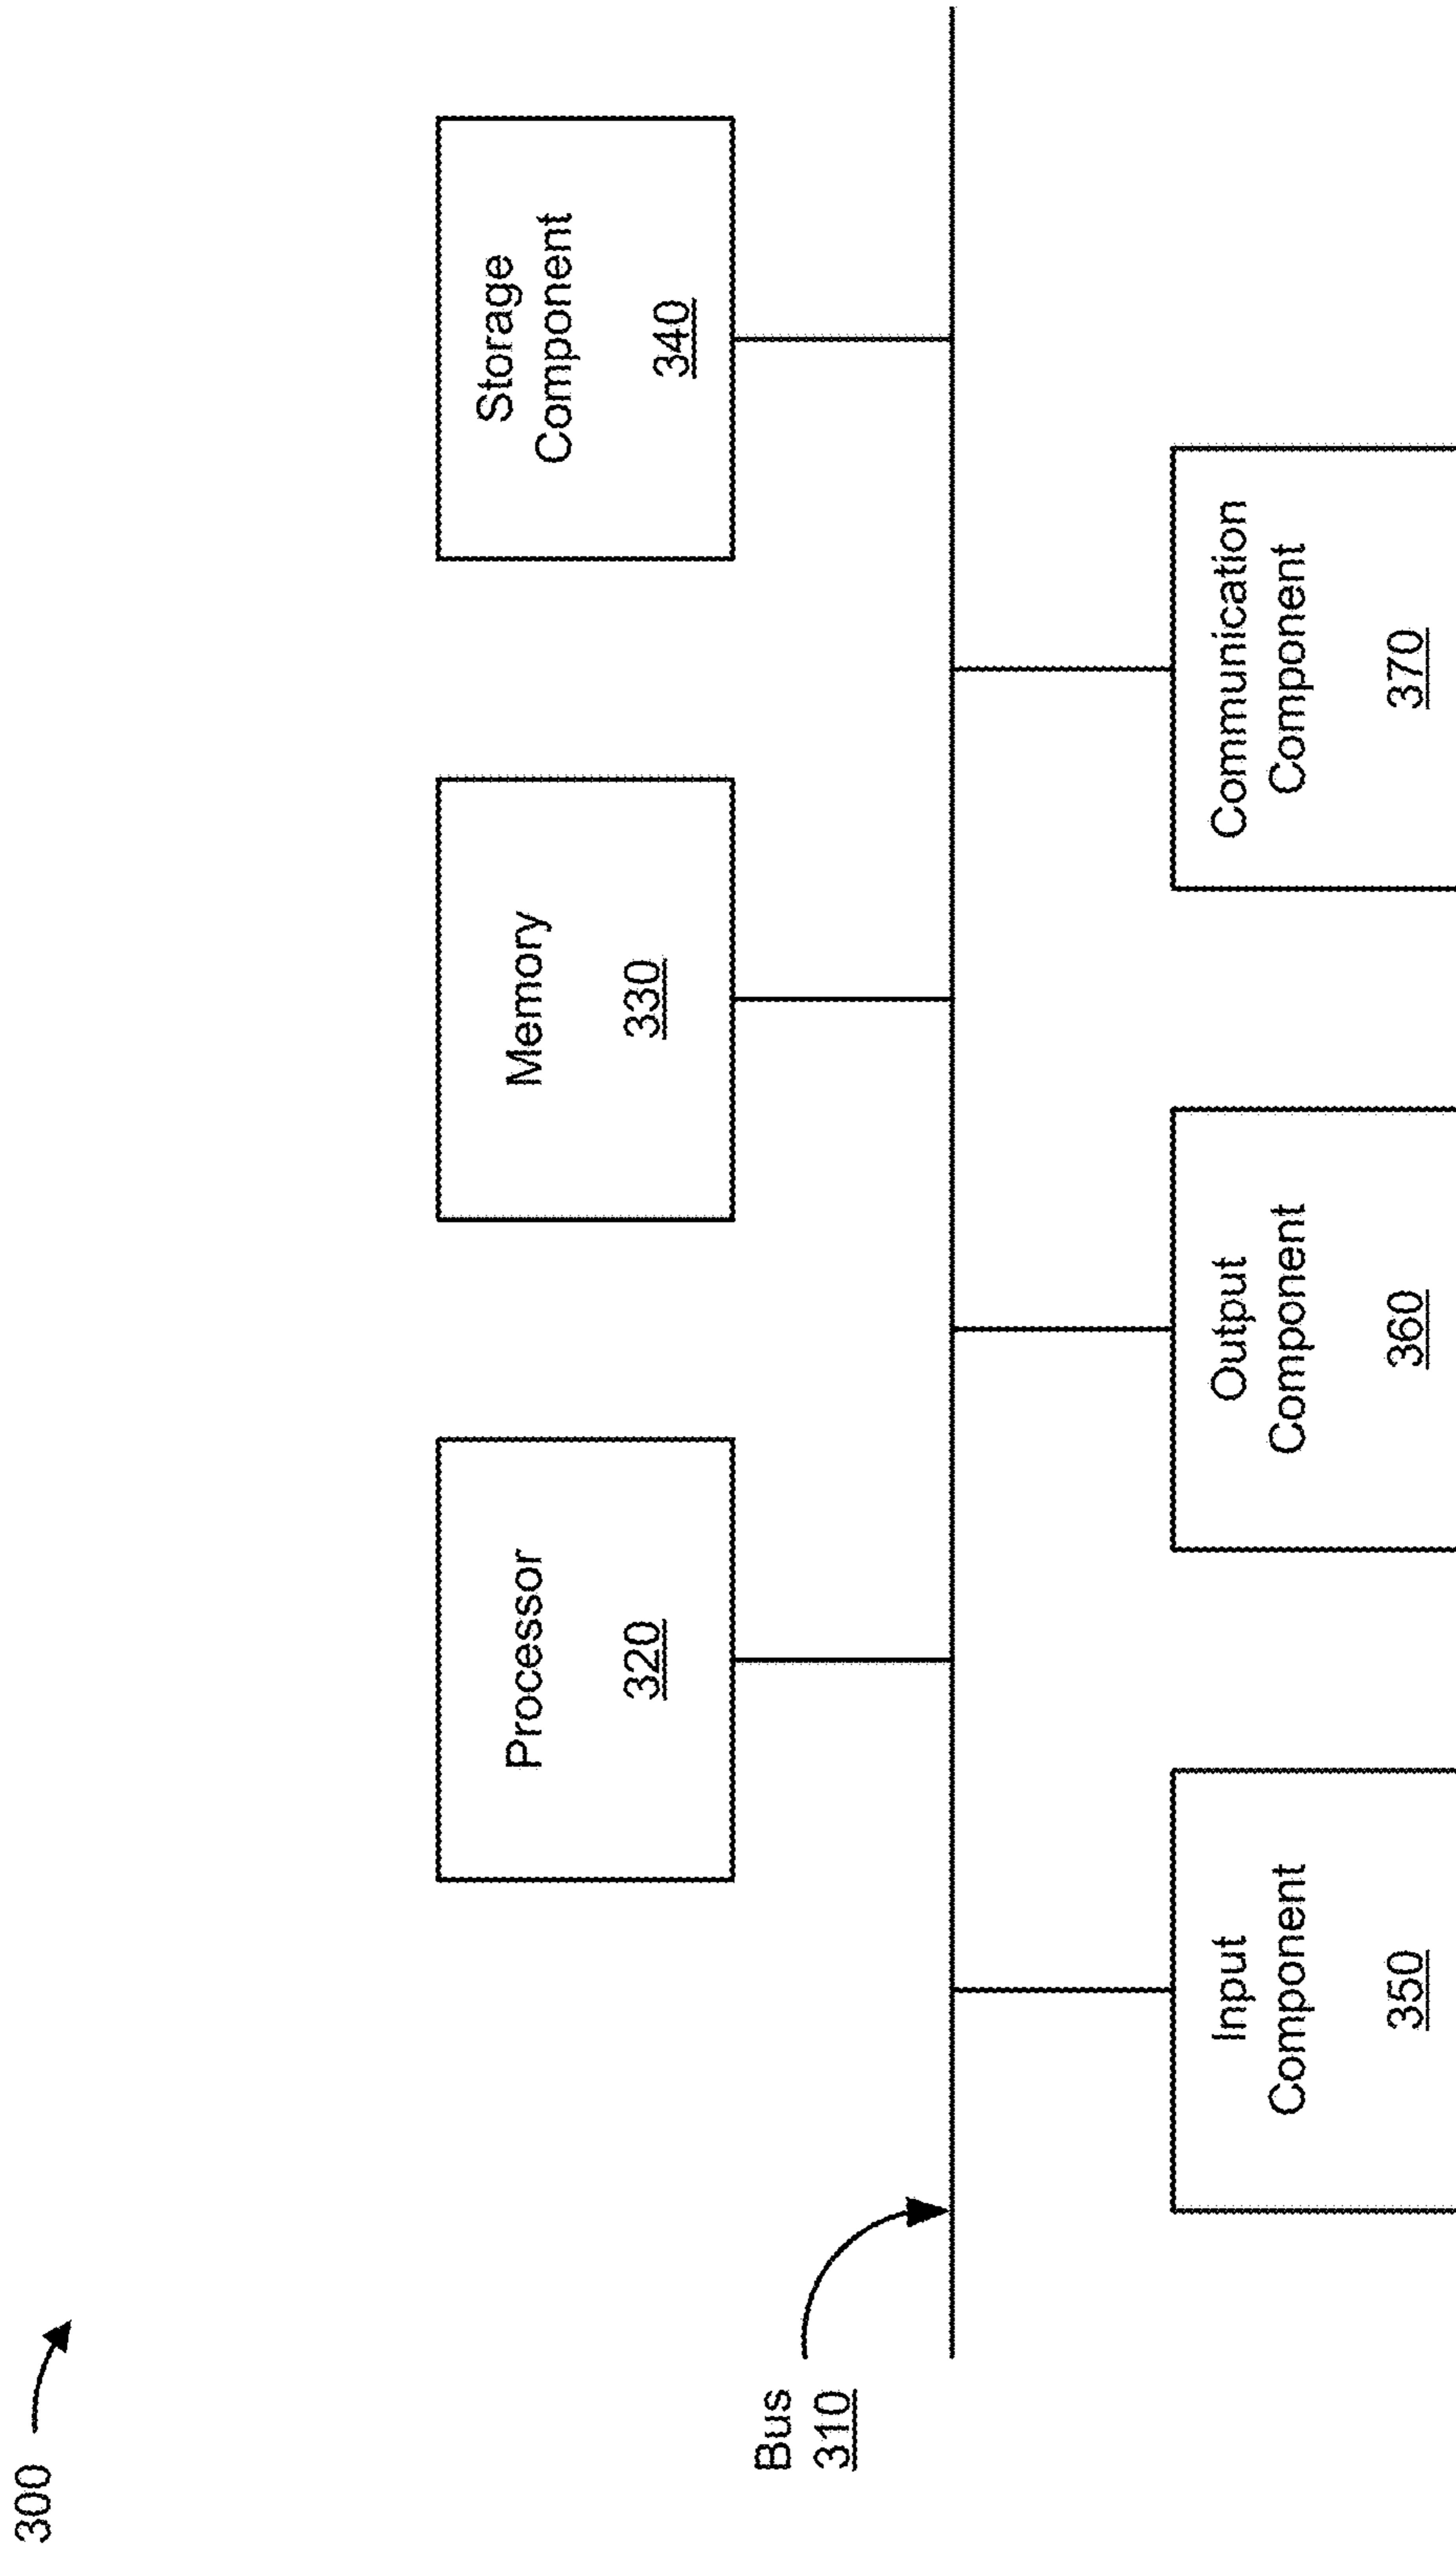 300
Processor
320
Memory
330
Storage
Component
340
Bus
310
Input
Component
350
Output
Component
360
Communication
Component
370